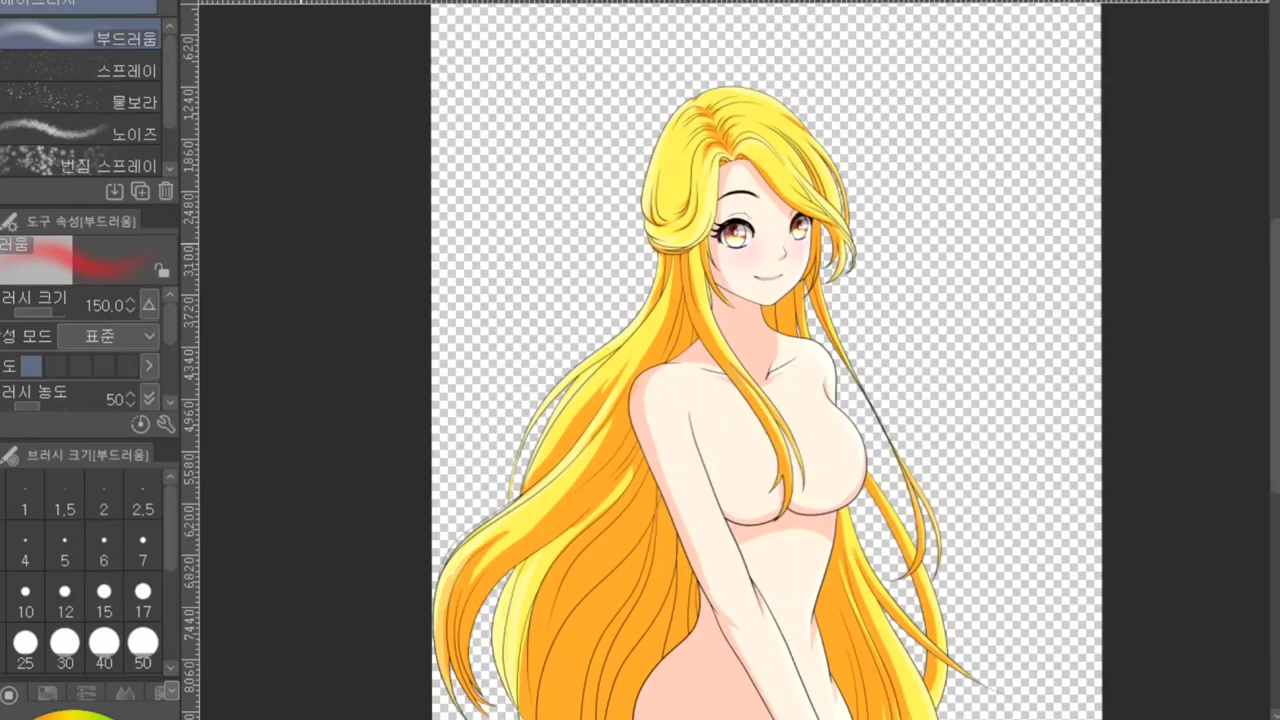 부드러움
스프레이
물보라
노이즈
번짐 스프레이
도구 속성[부드러움]
러움
러시 크기 150.0
성 모드 표준
도
러시 농도 50
브러시 크기[부드러움]
1 1.5 2 2.5
4 5 6 7
10 12 15 17
25 30 40 50
620
1240
1860
2480
3100
3720
4340
4960
5580
6200
6820
7440
8060